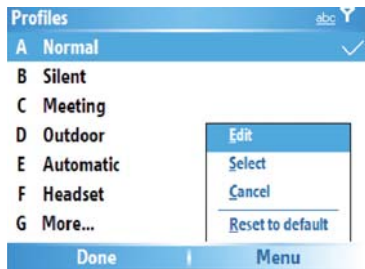 Profiles abc
A Normal
B Silent
C Meeting
D Outdoor
E Automatic
F Headset
G More...
Edit
Select
Cancel
Reset to default
Done Menu